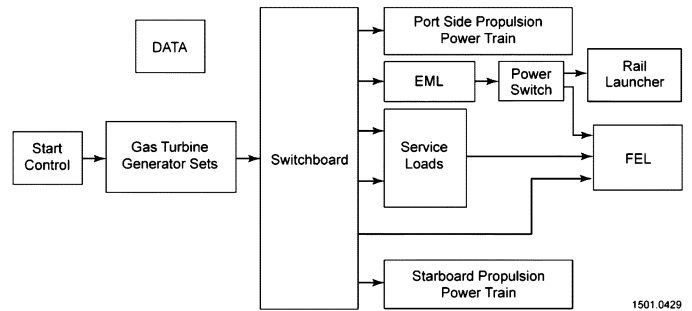 DATA
Port Side Propulsion
Power Train
EML
Power
Switch
Rail
Launcher
Start
Control
Gas Turbine
Generator Sets
Switchboard
Service
Loads
FEL
Starboard Propulsion
Power Train
1501.0429